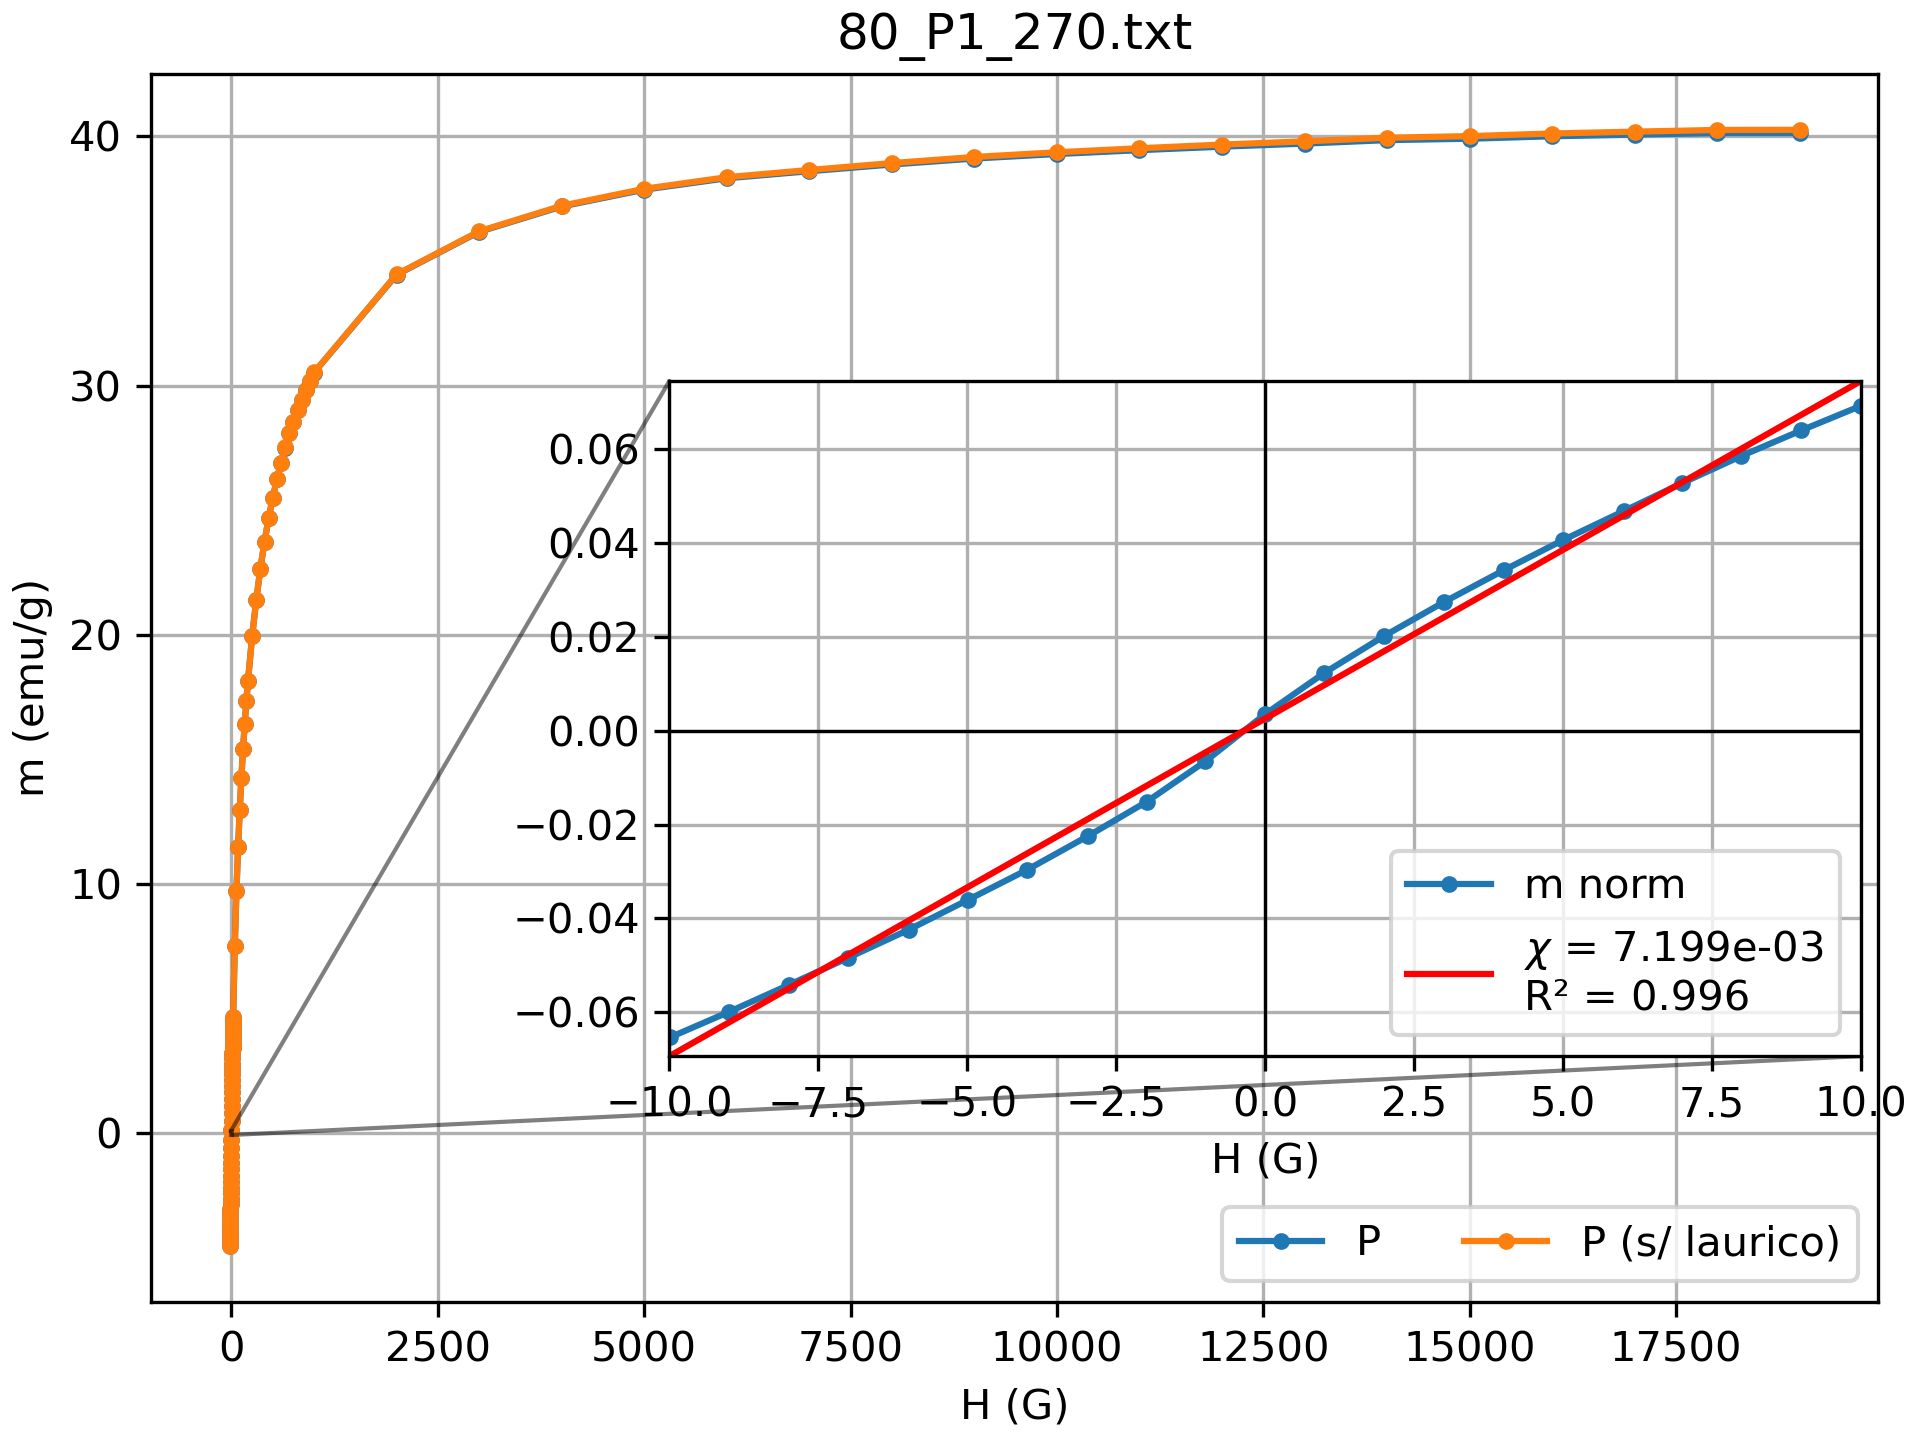 80_P1_270.txt
m (emu/g)
40
30
20
10
0
0.06
0.04
0.02
0.00
−0.02
−0.04
−0.06
m norm
χ = 7.199e-03
R² = 0.996
−10.0 −7.5 −5.0 −2.5 0.0 2.5 5.0 7.5 10.0
H (G)
P P (s/ laurico)
0 2500 5000 7500 10000 12500 15000 17500
H (G)